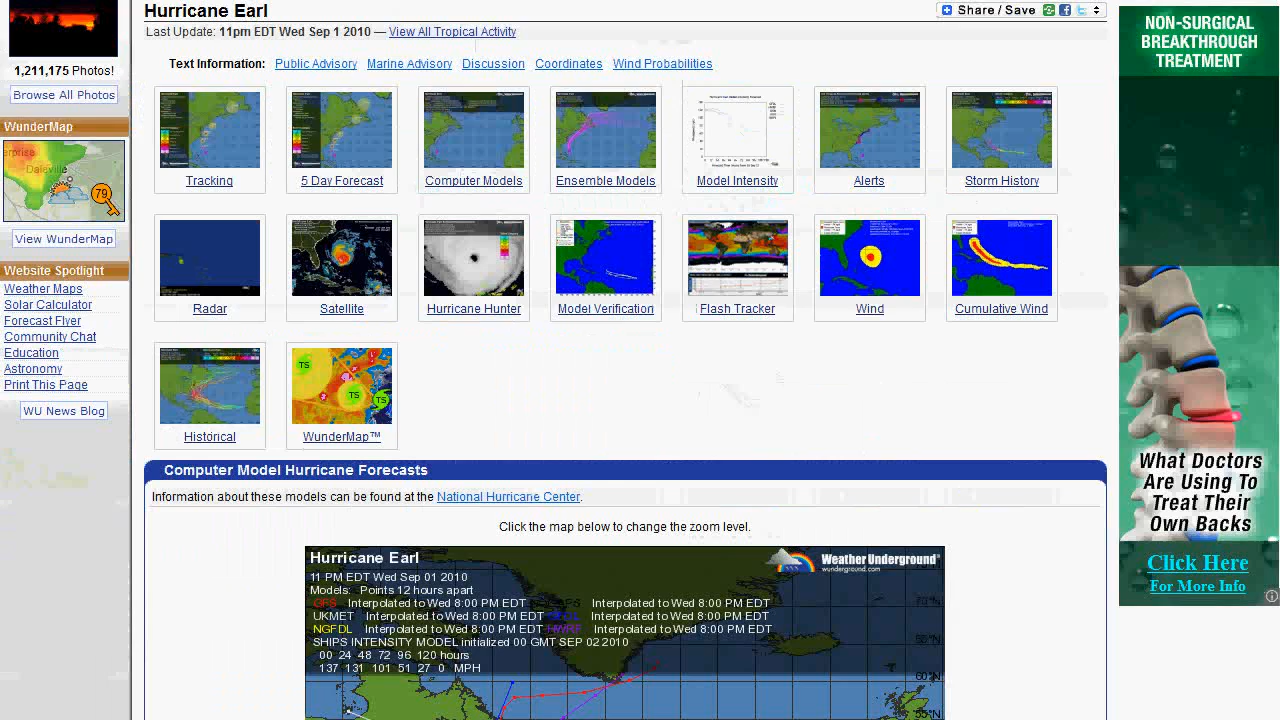 Hurricane Earl
Share / Save
Last Update: 11pm EDT Wed Sep 1 2010 — View All Tropical Activity
Text Information: Public Advisory Marine Advisory Discussion Coordinates Wind Probabilities
1,211,175 Photos!
Browse All Photos
WunderMap
Daleville
79
View WunderMap
Website Spotlight
Weather Maps
Solar Calculator
Forecast Flyer
Community Chat
Education
Astronomy
Print This Page
WU News Blog
Tracking
5 Day Forecast
Computer Models
Ensemble Models
Model Intensity
Alerts
Storm History
Radar
Satellite
Hurricane Hunter
Model Verification
Flash Tracker
Wind
Cumulative Wind
Historical
TS
TS
TS
WunderMap™
Computer Model Hurricane Forecasts
Information about these models can be found at the National Hurricane Center.
Click the map below to change the zoom level.
Hurricane Earl
Weather Underground
wunderground.com
11 PM EDT Wed Sep 01 2010
Models: Points 12 hours apart
GFS Interpolated to Wed 8:00 PM EDT Interpolated to Wed 8:00 PM EDT
UKMET Interpolated to Wed 8:00 PM EDT Interpolated to Wed 8:00 PM EDT
NGFDL Interpolated to Wed 8:00 PM EDT HWRF Interpolated to Wed 8:00 PM EDT
SHIPS INTENSITY MODEL initialized 00 GMT SEP 02 2010
00 24 48 72 96 120 hours
137 131 101 51 27 0 MPH
60°N
55°N
NON-SURGICAL
BREAKTHROUGH
TREATMENT
What Doctors
Are Using To
Treat Their
Own Backs
Click Here
For More Info